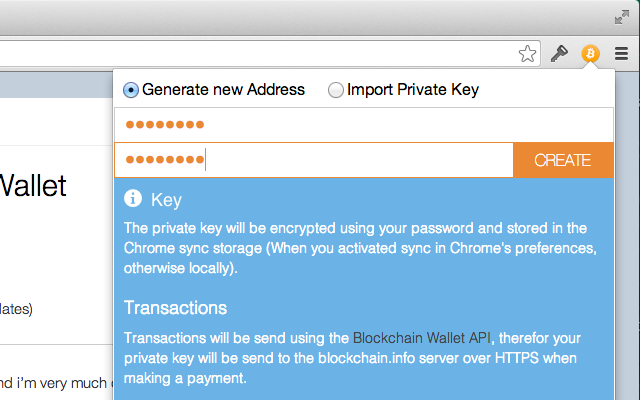 Generate new Address Import Private Key
CREATE
Wallet
Key
The private key will be encrypted using your password and stored in the
Chrome sync storage (When you activated sync in Chrome's preferences,
otherwise locally).
Transactions
lates)
Transactions will be send using the Blockchain Wallet API, therefor your
private key will be send to the blockchain.info server over HTTPS when
making a payment.
nd i'm very much